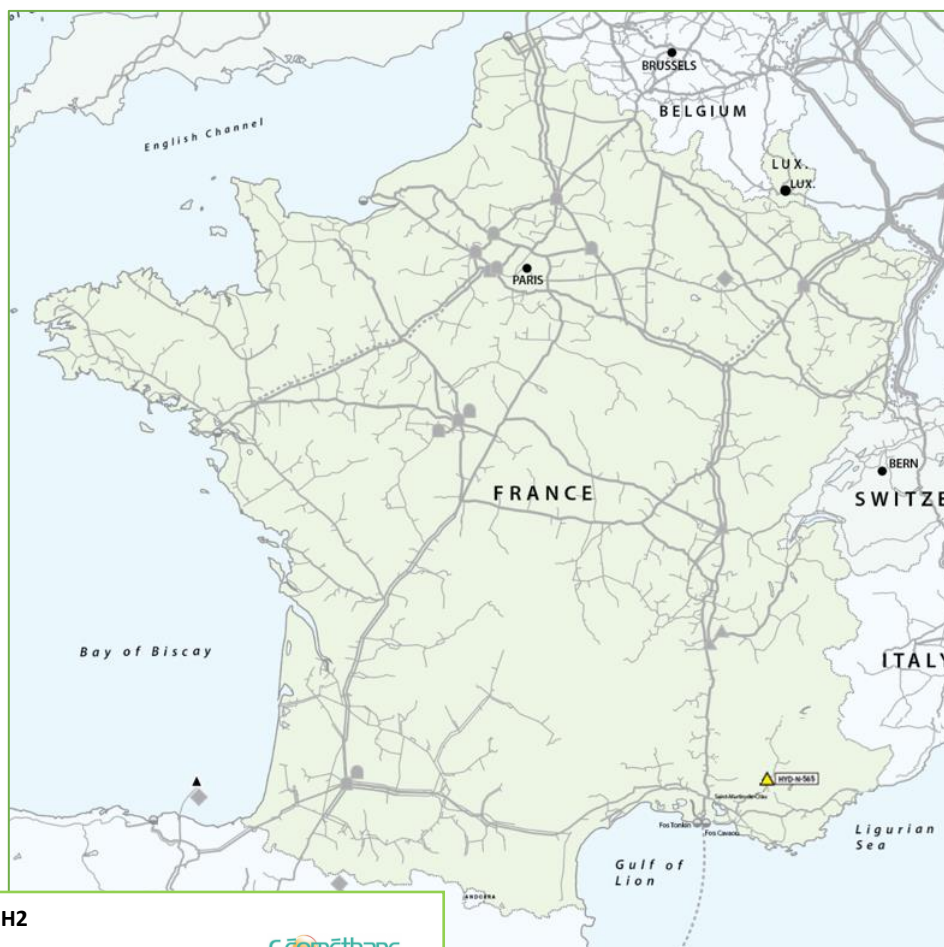 English Channel
BRUSSELS
BELGIUM
LUX.
LUX.
PARIS
BERN
FRANCE
SWITZE
Bay of Biscay
ITALY
HYD-N-565
Saint-Martin-de-Crau
Fos Tonkin
Fos Cavaou
Ligurian
Sea
Gulf of
Lion
ANDORRA
H2